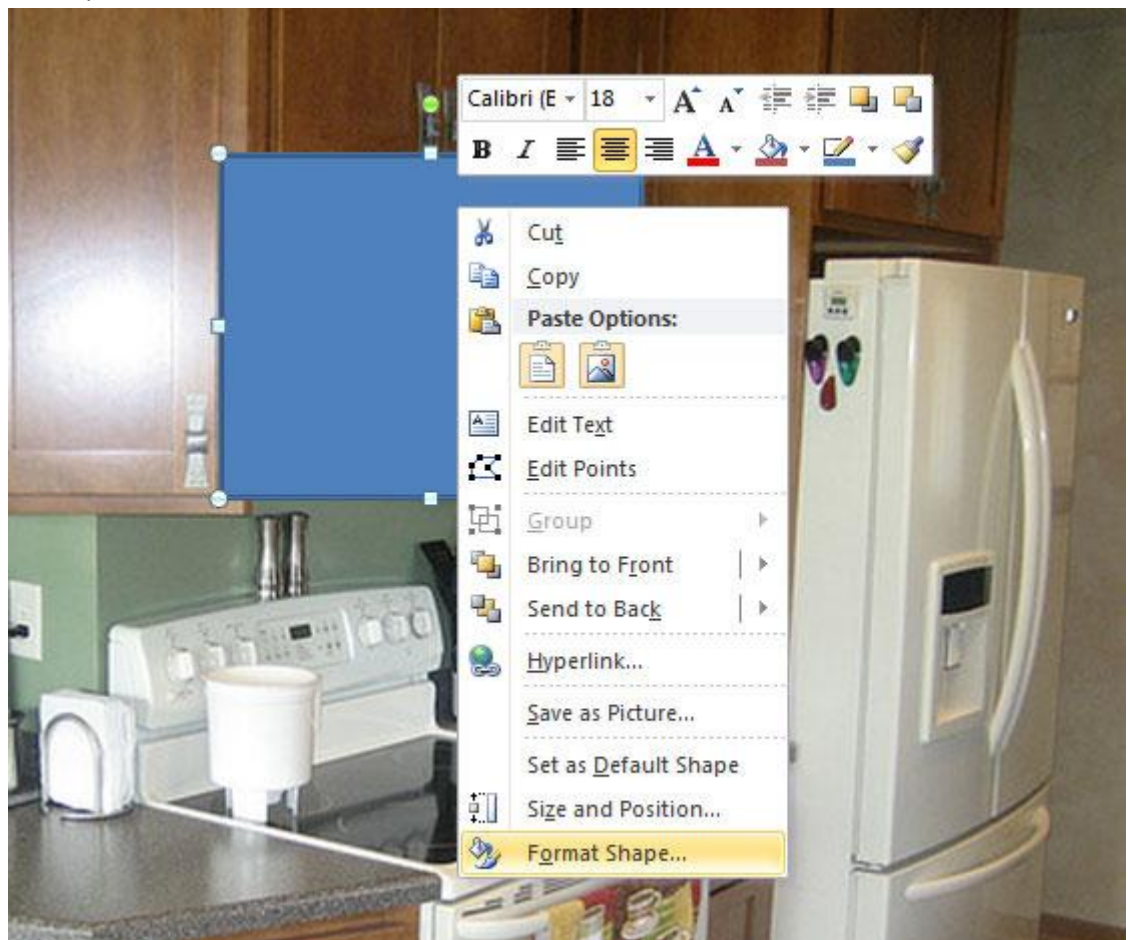 Calibri (E
18
A A
B I A
Cut
Copy
Paste Options:
Edit Text
Edit Points
Group
Bring to Front
Send to Back
Hyperlink...
Save as Picture...
Set as Default Shape
Size and Position...
Format Shape...